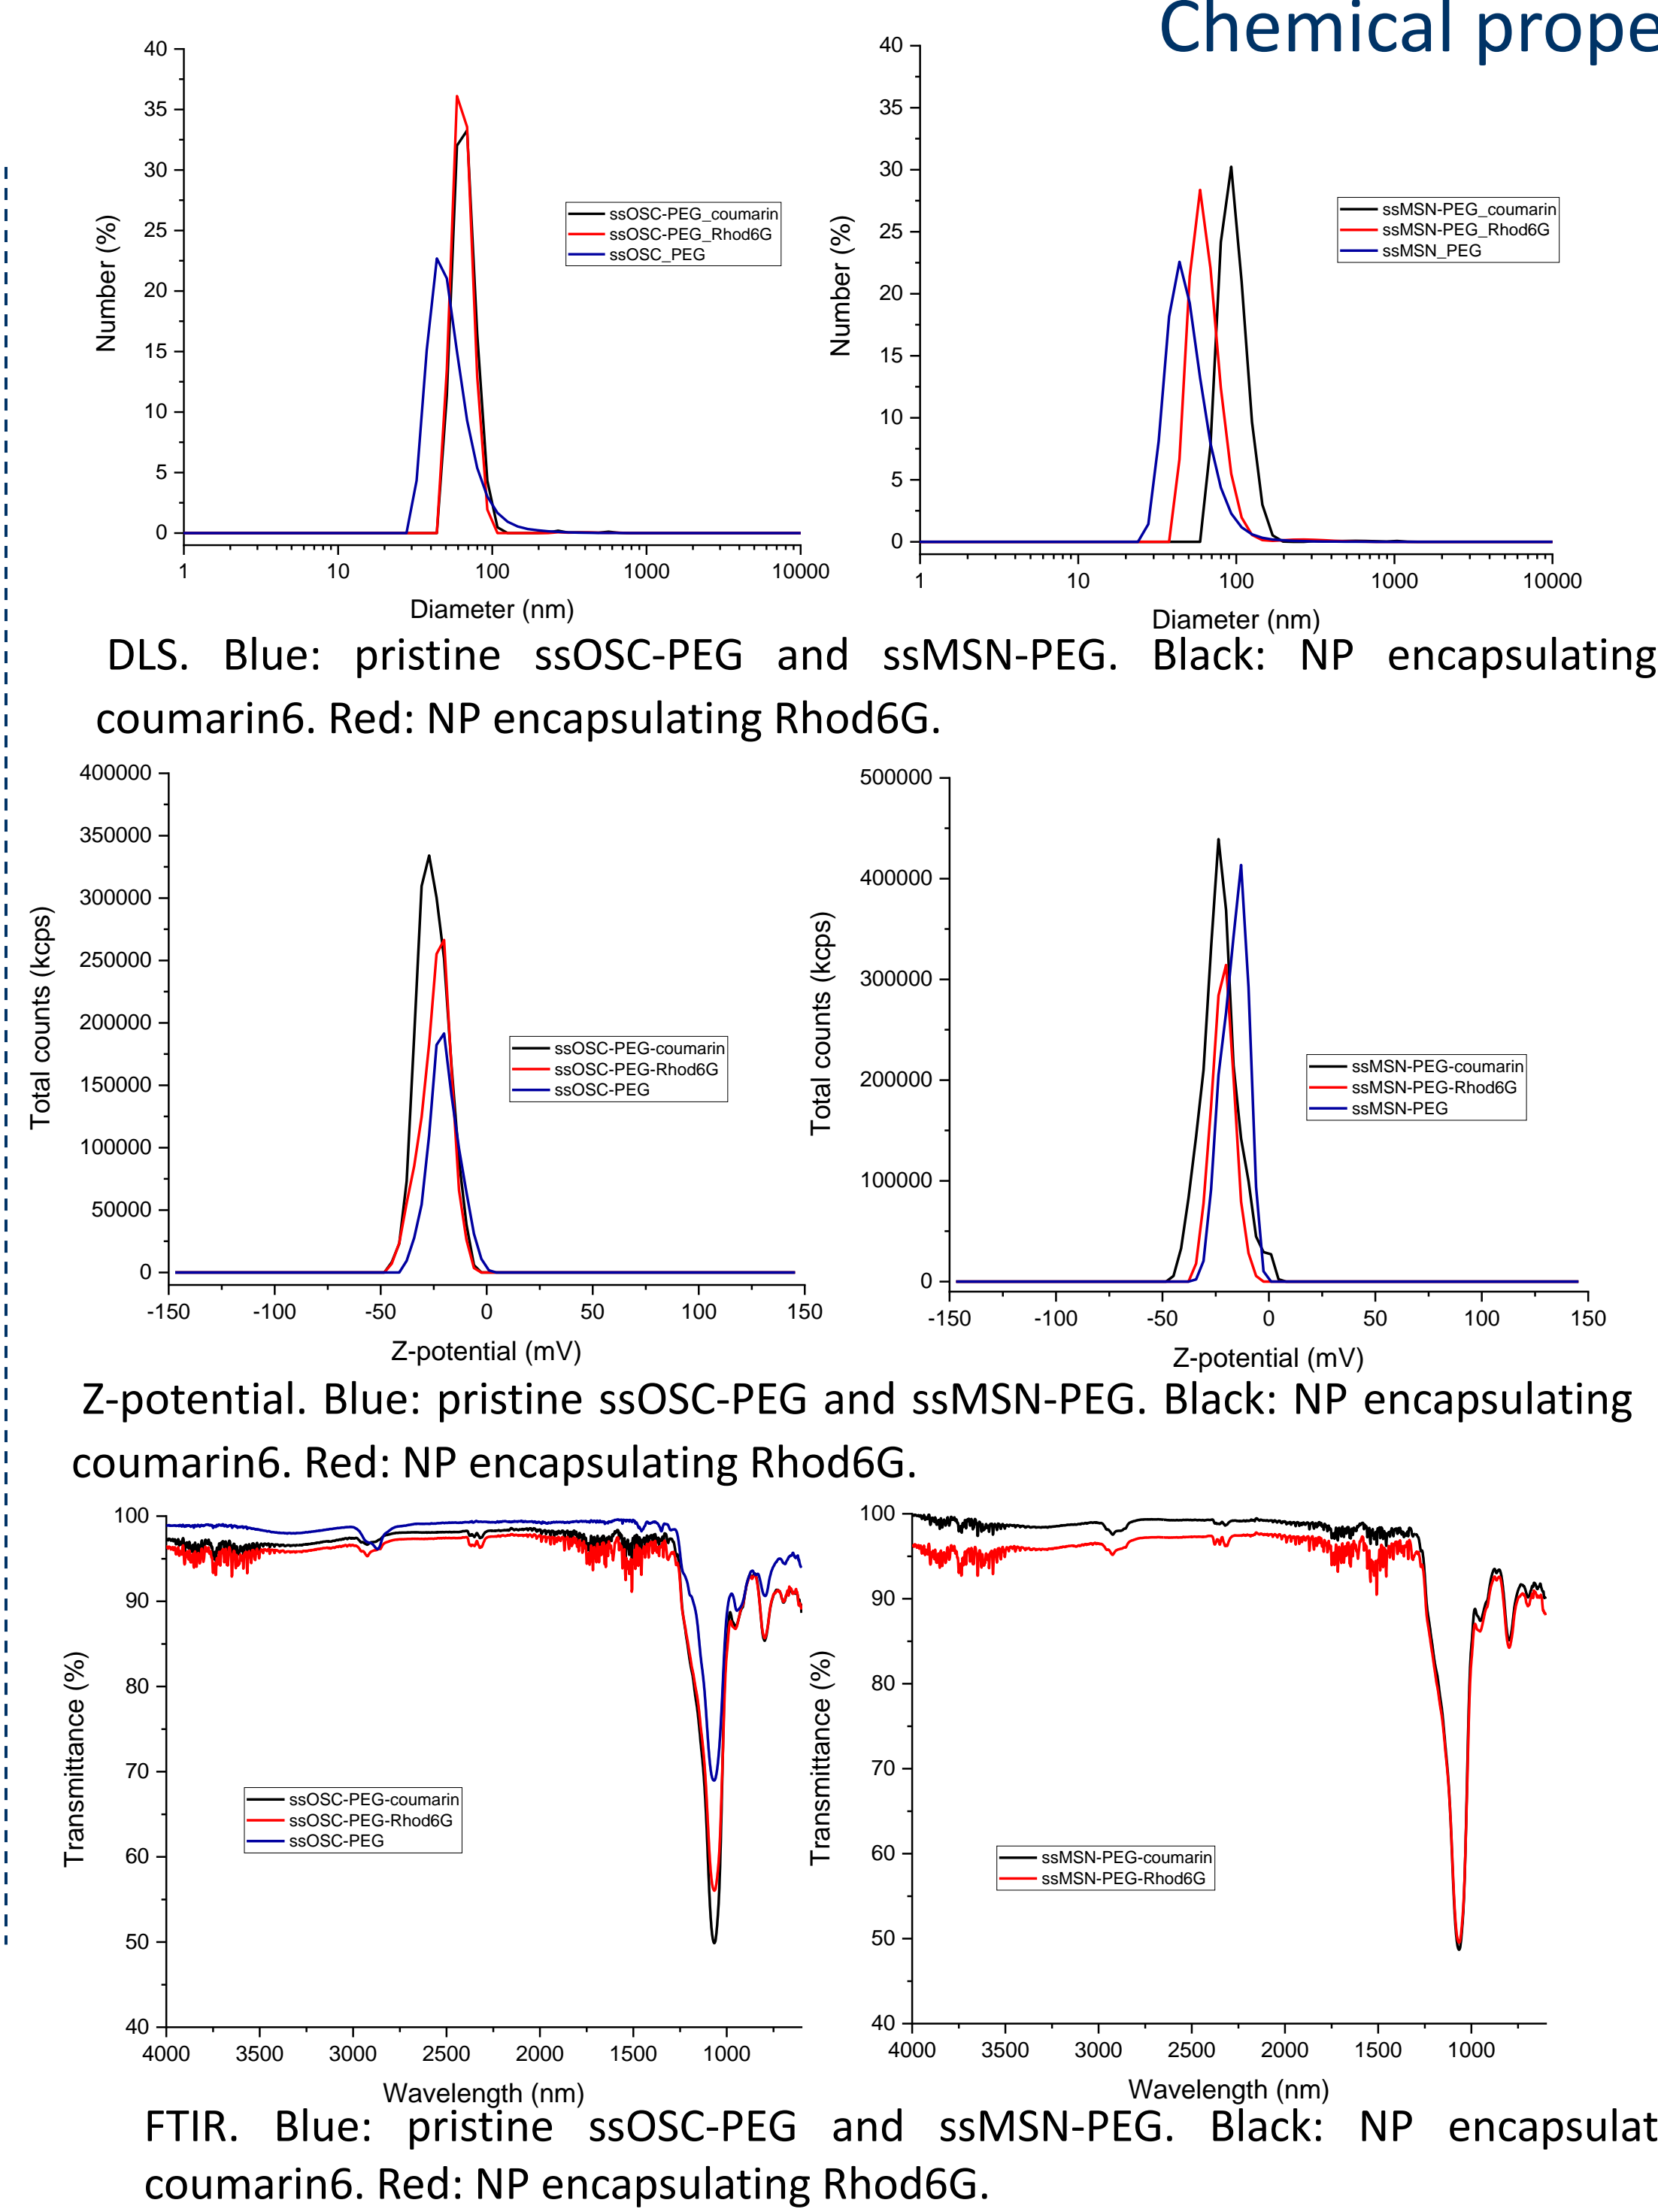 Chemical prope
40
35
30
25
20
15
10
5
0
Number (%)
ssOSC-PEG_coumarin
ssOSC-PEG_Rhod6G
ssOSC_PEG
1 10 100 1000 10000
Diameter (nm)
40
35
30
25
20
15
10
5
0
Number (%)
ssMSN-PEG_coumarin
ssMSN-PEG_Rhod6G
ssMSN_PEG
1 10 100 1000 10000
Diameter (nm)
DLS. Blue: pristine ssOSC-PEG and ssMSN-PEG. Black: NP encapsulating
coumarin6. Red: NP encapsulating Rhod6G.
400000
350000
300000
250000
200000
150000
100000
50000
0
Total counts (kcps)
ssOSC-PEG-coumarin
ssOSC-PEG-Rhod6G
ssOSC-PEG
-150 -100 -50 0 50 100 150
Z-potential (mV)
500000
400000
300000
200000
100000
0
Total counts (kcps)
ssMSN-PEG-coumarin
ssMSN-PEG-Rhod6G
ssMSN-PEG
-150 -100 -50 0 50 100 150
Z-potential (mV)
Z-potential. Blue: pristine ssOSC-PEG and ssMSN-PEG. Black: NP encapsulating
coumarin6. Red: NP encapsulating Rhod6G.
100
90
80
70
60
50
40
Transmittance (%)
ssOSC-PEG-coumarin
ssOSC-PEG-Rhod6G
ssOSC-PEG
4000 3500 3000 2500 2000 1500 1000
Wavelength (nm)
100
90
80
70
60
50
40
Transmittance (%)
ssMSN-PEG-coumarin
ssMSN-PEG-Rhod6G
4000 3500 3000 2500 2000 1500 1000
Wavelength (nm)
FTIR. Blue: pristine ssOSC-PEG and ssMSN-PEG. Black: NP encapsulat
coumarin6. Red: NP encapsulating Rhod6G.